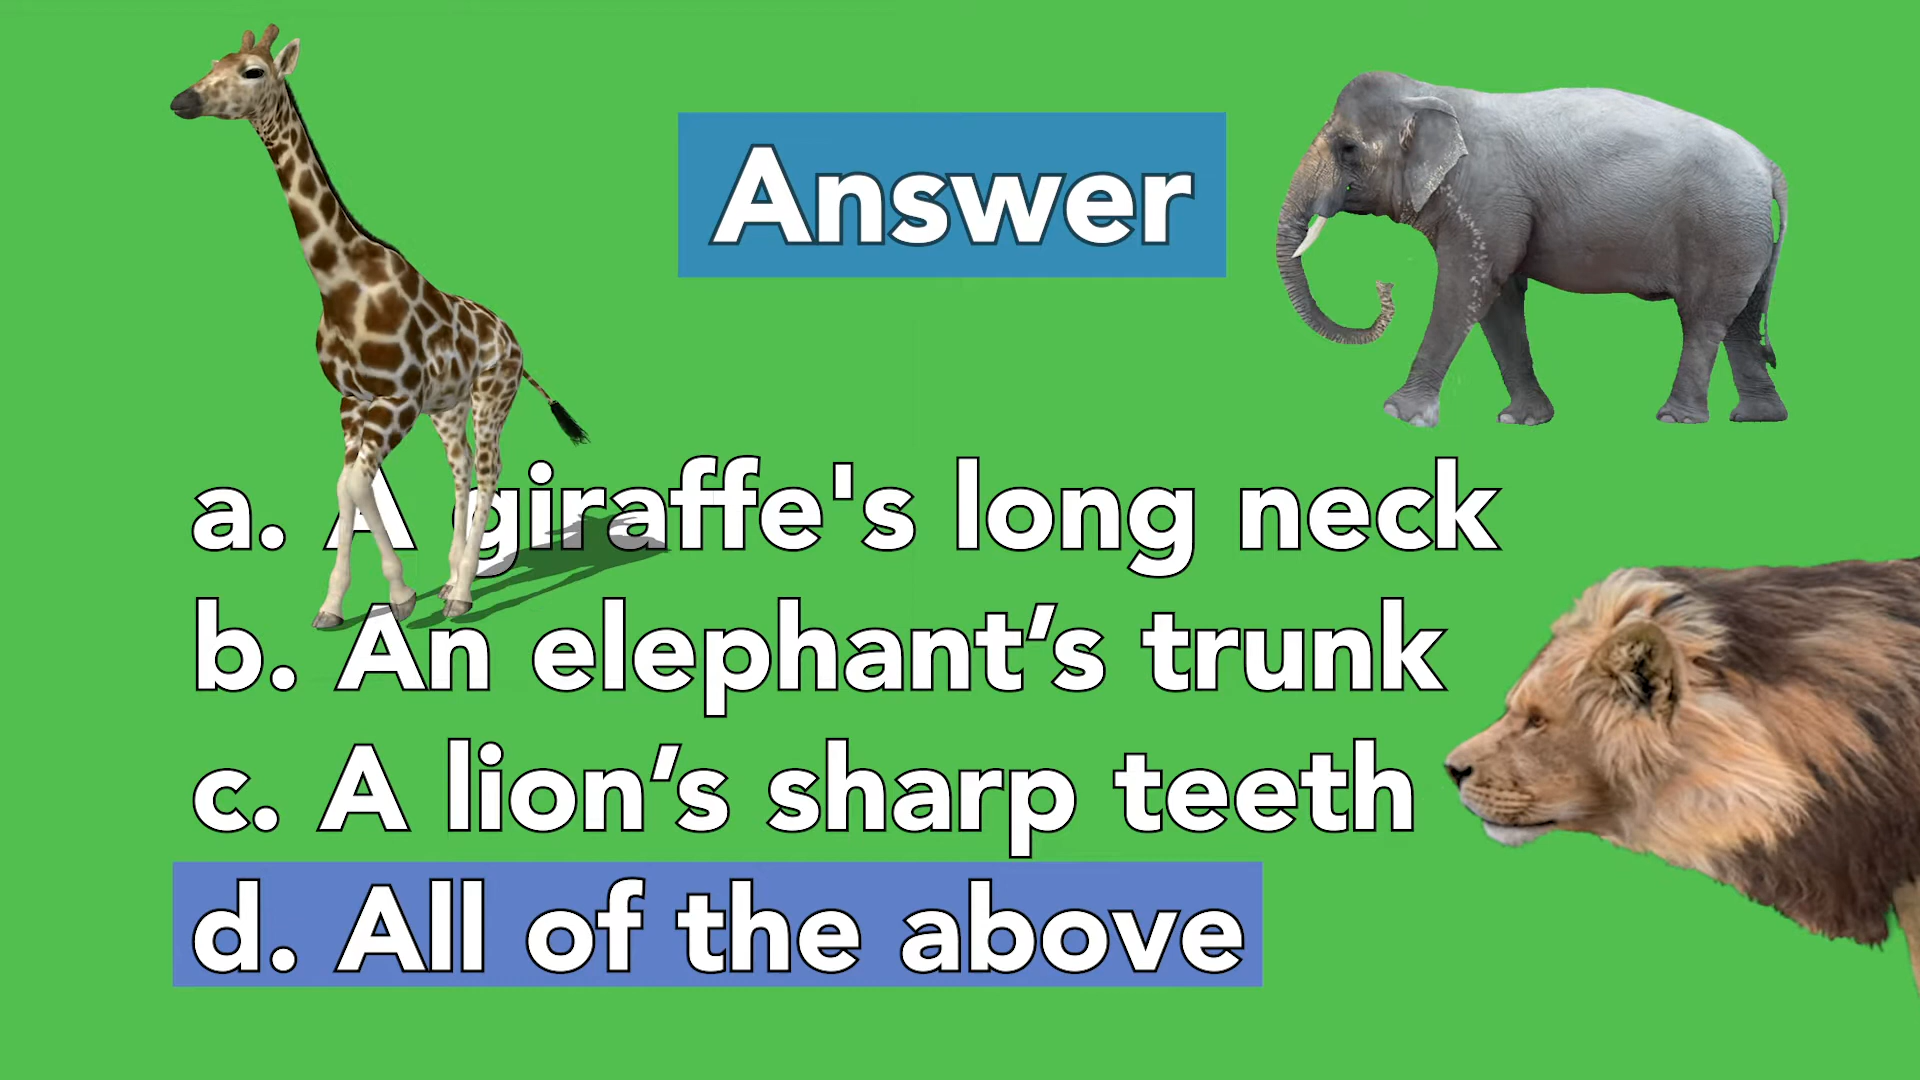 Answer
a. A giraffe's long neck
b. An elephant‘s trunk
c. A lion‘s sharp teeth
d. All of the above